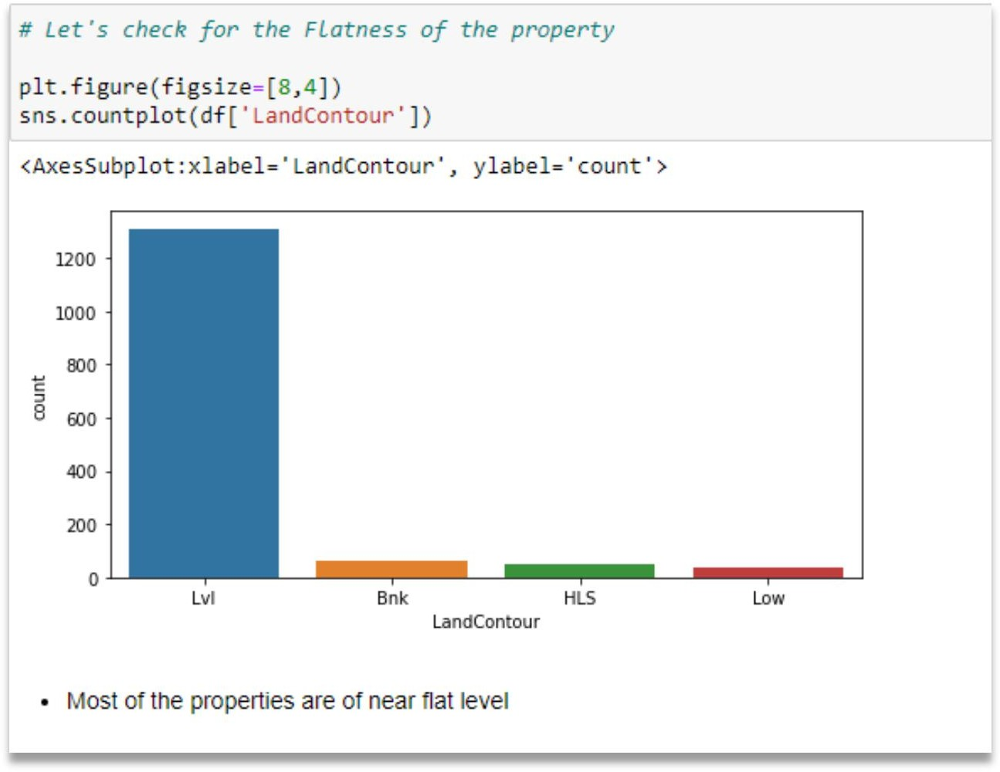 # Let's check for the Flatness of the property
plt.figure(figsize=[8,4])
sns.countplot(df['LandContour'])
<AxesSubplot:xlabel='LandContour', ylabel='count'>
1200
1000
800
600
400
200
0
count
Lvl Bnk HLS Low
LandContour
• Most of the properties are of near flat level